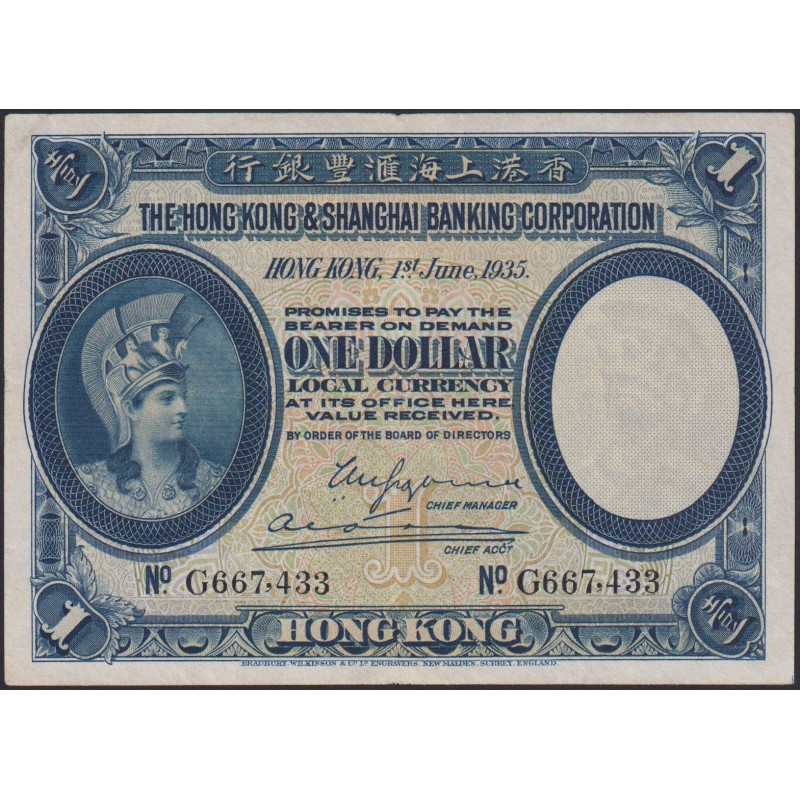 行銀豐滙海上港香
1
THE HONG KONG & SHANGHAI BANKING CORPORATION
HONG KONG, 1st June, 1935.
PROMISES TO PAY THE
BEARER ON DEMAND
ONE DOLLAR
LOCAL CURRENCY
AT ITS OFFICE HERE
VALUE RECEIVED.
BY ORDER OF THE BOARD OF DIRECTORS
CHIEF MANAGER
CHIEF ACCT
1
No. G667,433 No. G667,433
1
HONG KONG
BRADBURY, WILKINSON & Co. Ld. ENGRAVERS, NEW MALDEN, SURREY, ENGLAND.